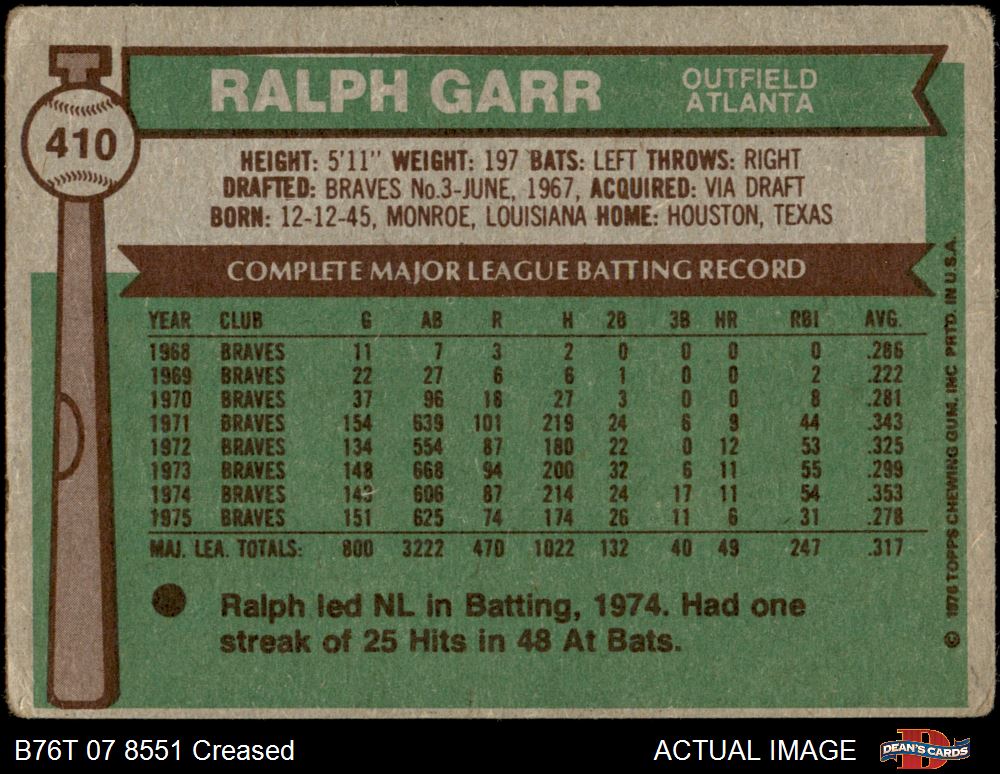 410
RALPH GARR
OUTFIELD
ATLANTA
HEIGHT: 5'11" WEIGHT: 197 BATS: LEFT THROWS: RIGHT
DRAFTED: BRAVES No.3-JUNE, 1967, ACQUIRED: VIA DRAFT
BORN: 12-12-45, MONROE, LOUISIANA HOME: HOUSTON, TEXAS
COMPLETE MAJOR LEAGUE BATTING RECORD
YEAR CLUB G AB R H 2B 3B HR RBI AVG.
1968 BRAVES 11 7 3 2 0 0 0 0 .286
1969 BRAVES 22 27 6 6 1 0 0 2 .222
1970 BRAVES 37 96 18 27 3 0 0 8 .281
1971 BRAVES 154 639 101 219 24 6 9 44 .343
1972 BRAVES 134 554 87 180 22 0 12 53 .325
1973 BRAVES 148 668 94 200 32 6 11 55 .299
1974 BRAVES 143 606 87 214 24 17 11 54 .353
1975 BRAVES 151 625 74 174 26 11 6 31 .278
MAJ. LEA. TOTALS: 800 3222 470 1022 132 40 49 247 .317
Ralph led NL in Batting, 1974. Had one
streak of 25 Hits in 48 At Bats.
© 1976 TOPPS CHEWING GUM, INC PRTD. IN U.S.A.
B76T 07 8551 Creased
ACTUAL IMAGE
DEAN'S CARDS